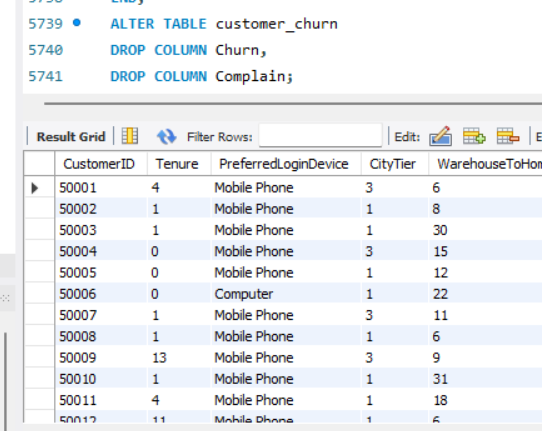 END;
5739 ALTER TABLE customer_churn
5740 DROP COLUMN Churn,
5741 DROP COLUMN Complain;
Result Grid Filter Rows: Edit:
CustomerID Tenure PreferredLoginDevice CityTier WarehouseToHom
50001 4 Mobile Phone 3 6
50002 1 Mobile Phone 1 8
50003 1 Mobile Phone 1 30
50004 0 Mobile Phone 3 15
50005 0 Mobile Phone 1 12
50006 0 Computer 1 22
50007 1 Mobile Phone 3 11
50008 1 Mobile Phone 1 6
50009 13 Mobile Phone 3 9
50010 1 Mobile Phone 1 31
50011 4 Mobile Phone 1 18
50012 11 Mobile Phone 1 6